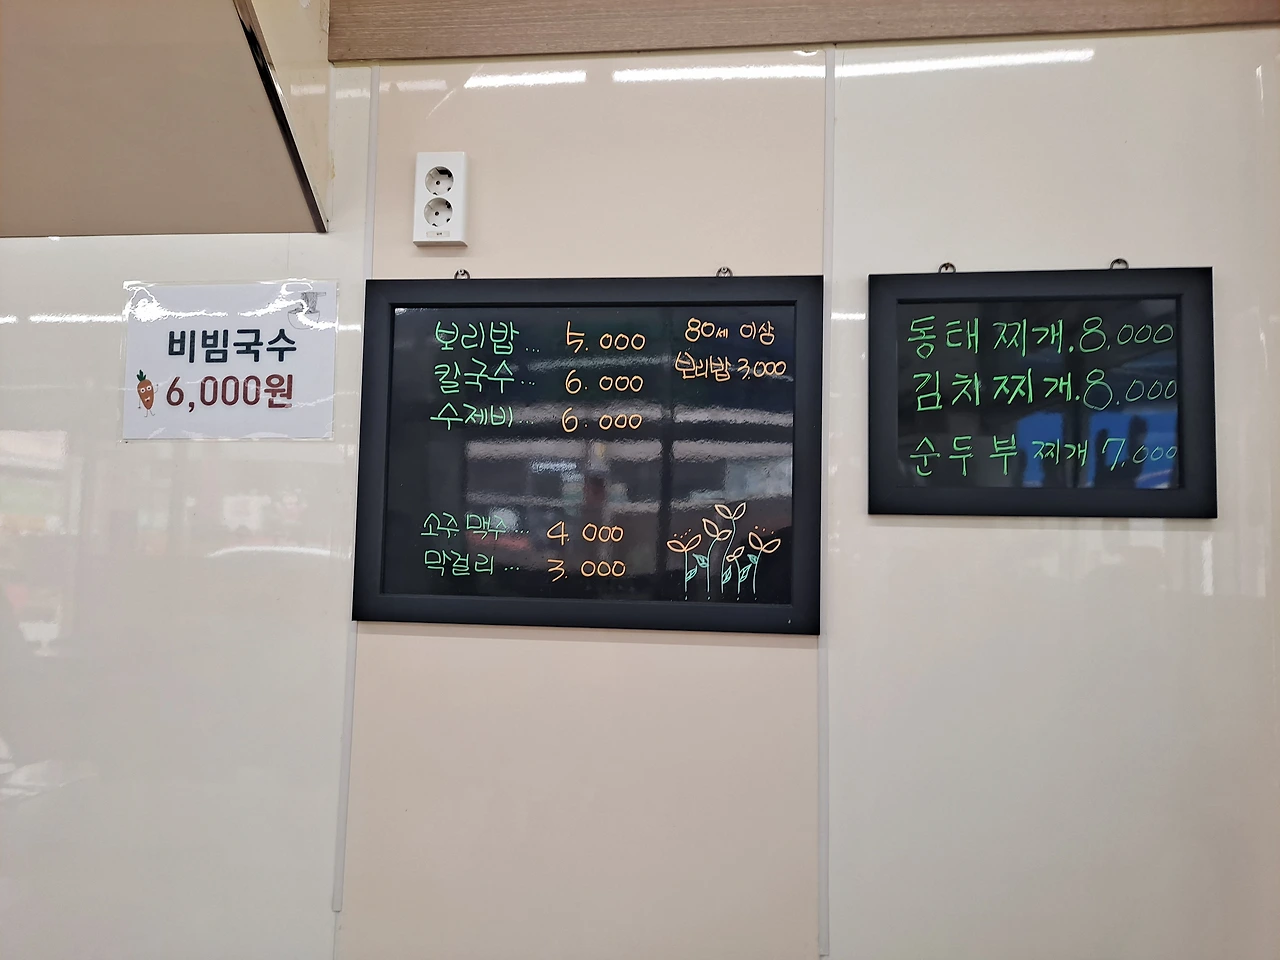 비빔국수
6,000원
보리밥... 5.000
칼국수... 6.000
수제비... 6.000
80세 이상
보리밥 3.000
소주.맥주... 4.000
막걸리... 3.000
동태찌개.8.000
김치찌개.8.000
순두부찌개 7.000